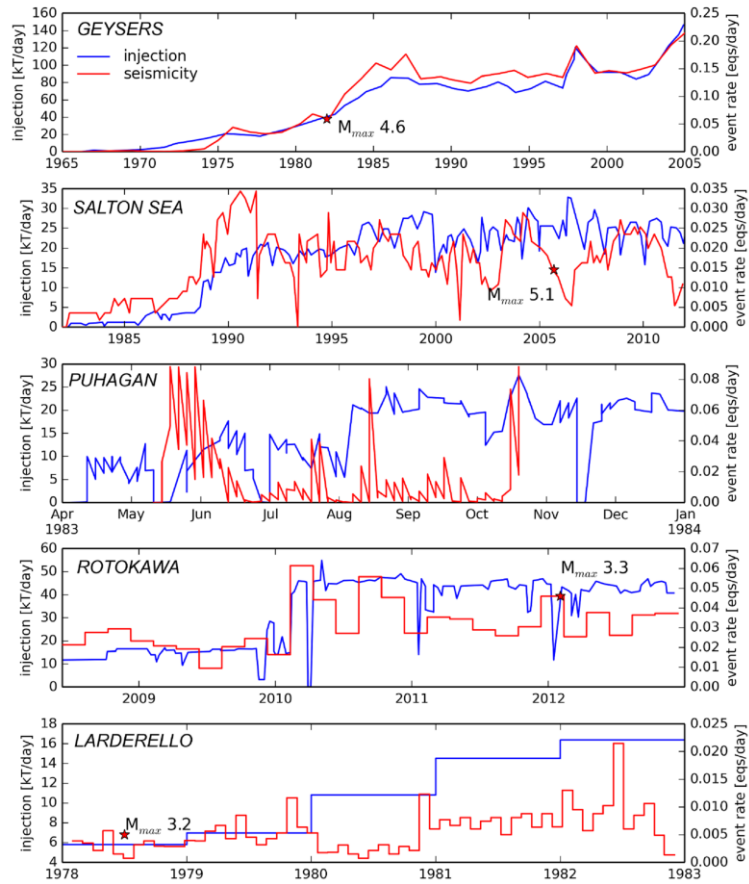 GEYSERS
injection
seismicity
M max 4.6
injection [kT/day]
160
140
120
100
80
60
40
20
0
event rate [eqs/day]
0.25
0.20
0.15
0.10
0.05
0.00
1965 1970 1975 1980 1985 1990 1995 2000 2005
SALTON SEA
M max 5.1
injection [kT/day]
35
30
25
20
15
10
5
0
event rate [eqs/day]
0.035
0.030
0.025
0.020
0.015
0.010
0.005
0.000
1985 1990 1995 2000 2005 2010
PUHAGAN
injection [kT/day]
30
25
20
15
10
5
0
event rate [eqs/day]
0.08
0.06
0.04
0.02
0.00
Apr May Jun Jul Aug Sep Oct Nov Dec Jan
1983 1984
ROTOKAWA
M max 3.3
injection [kT/day]
60
50
40
30
20
10
0
event rate [eqs/day]
0.07
0.06
0.05
0.04
0.03
0.02
0.01
0.00
2009 2010 2011 2012
LARDERELLO
M max 3.2
injection [kT/day]
18
16
14
12
10
8
6
4
event rate [eqs/day]
0.025
0.020
0.015
0.010
0.005
0.000
1978 1979 1980 1981 1982 1983